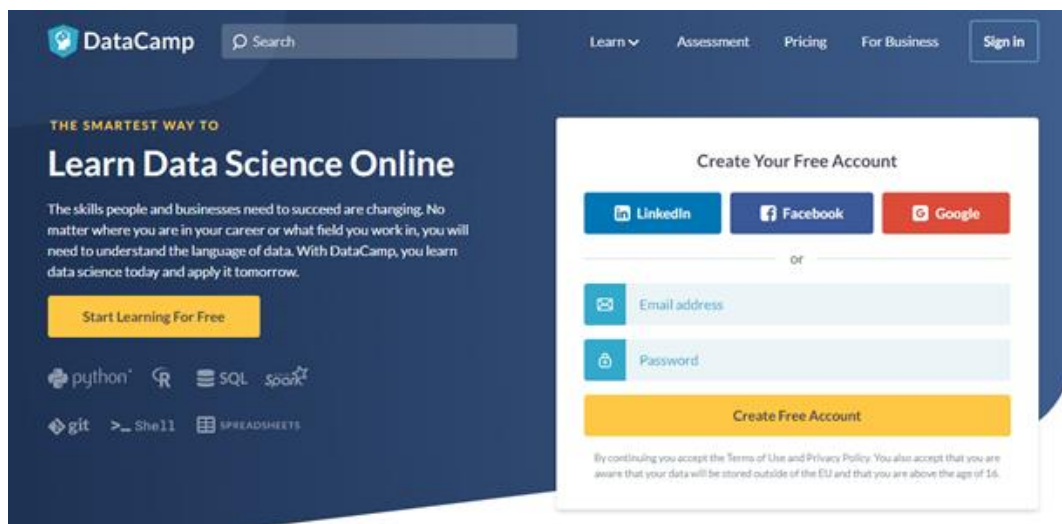 DataCamp
Search
Learn
Assessment
Pricing
For Business
Sign in
THE SMARTEST WAY TO
Learn Data Science Online
The skills people and businesses need to succeed are changing. No
matter where you are in your career or what field you work in, you will
need to understand the language of data. With DataCamp, you learn
data science today and apply it tomorrow.
Start Learning For Free
python
R
SQL
Spark
git
>_ Shell
SPREADSHEETS
Create Your Free Account
in LinkedIn
f Facebook
G Google
or
Email address
Password
Create Free Account
By continuing you accept the Terms of Use and Privacy Policy. You also accept that you are
aware that your data will be stored outside of the EU and that you are above the age of 16.